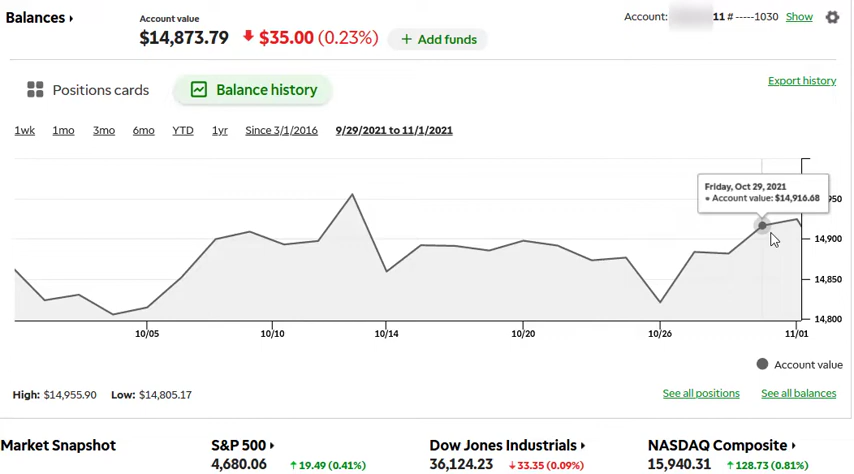 Balances
Account value
$14,873.79 $35.00 (0.23%) + Add funds
Account: 11 # -----1030 Show
Export history
Positions cards Balance history
1wk 1mo 3mo 6mo YTD 1yr Since 3/1/2016 9/29/2021 to 11/1/2021
Friday, Oct 29, 2021
Account value: $14,916.68
950
14,900
14,850
14,800
10/05 10/10 10/14 10/20 10/26 11/01
Account value
High: $14,955.90 Low: $14,805.17
See all positions See all balances
Market Snapshot S&P 500 Dow Jones Industrials NASDAQ Composite
4,680.06 19.49 (0.41%) 36,124.23 33.35 (0.09%) 15,940.31 128.73 (0.81%)